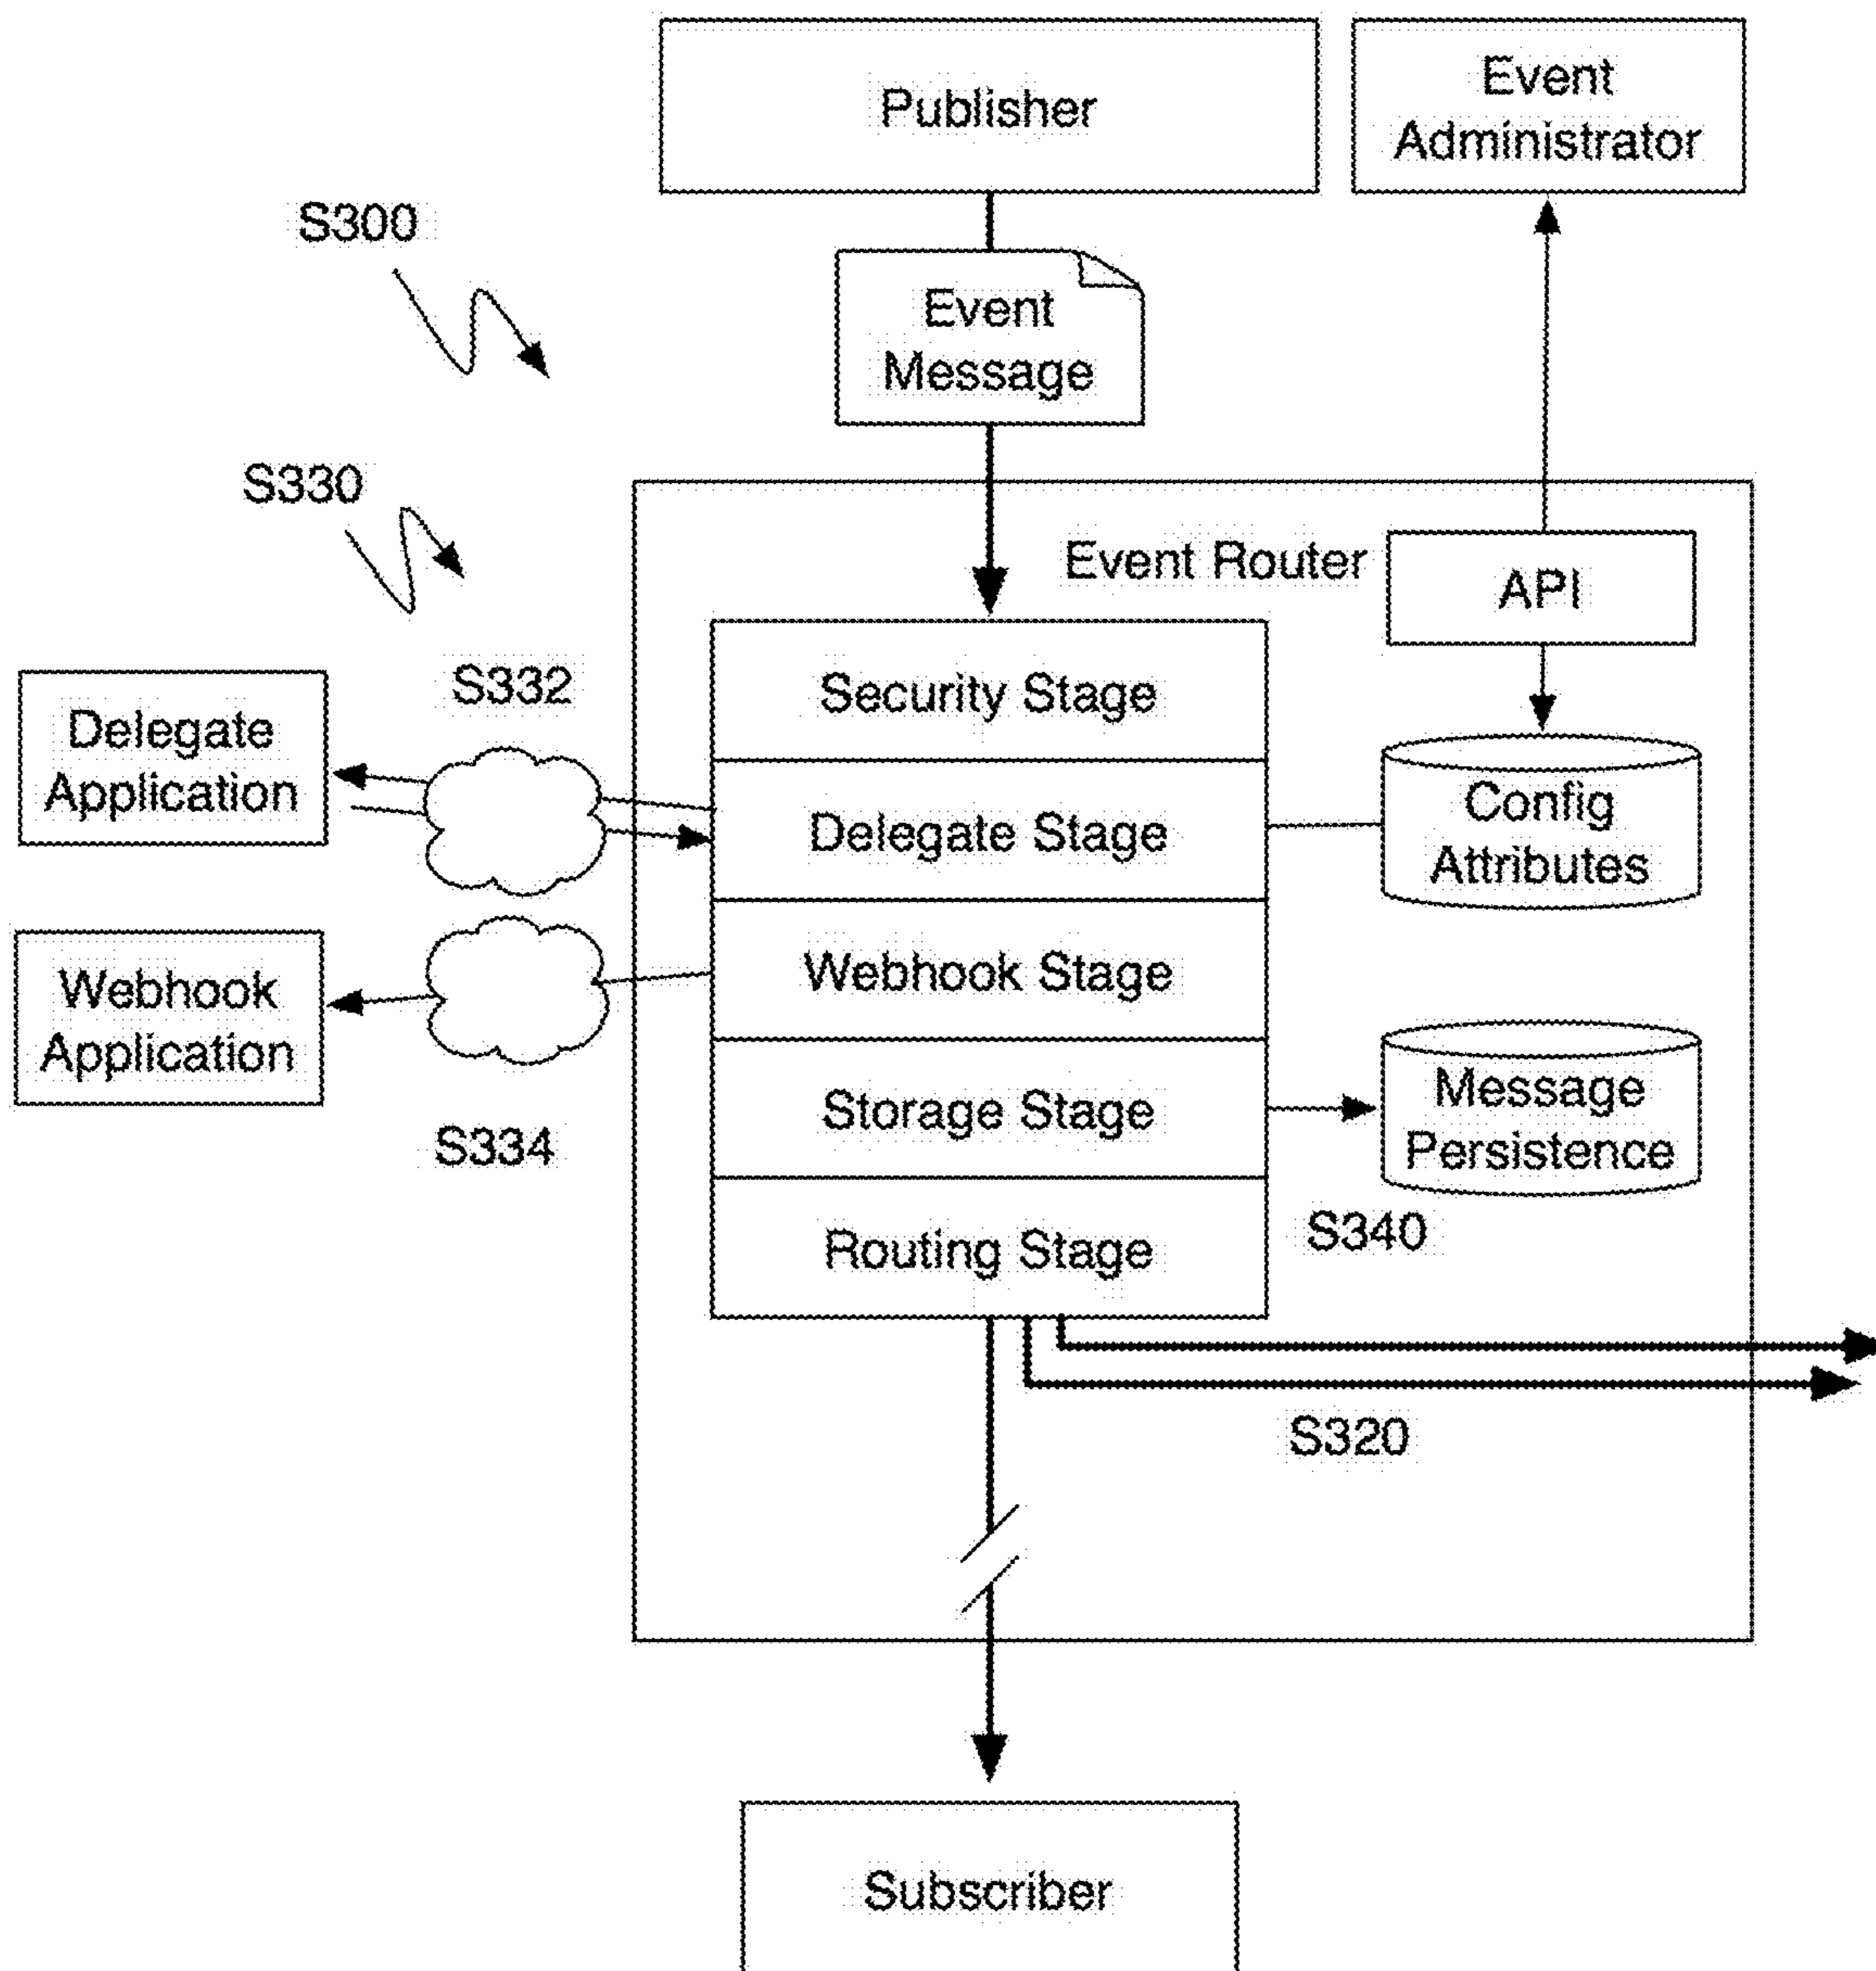 Publisher
Event
Administrator
S300
Event
Message
S330
Event Router
API
S332
Security Stage
Delegate
Application
Delegate Stage
Config
Attributes
Webhook
Application
Webhook Stage
S334
Storage Stage
Message
Persistence
S340
Routing Stage
S320
Subscriber